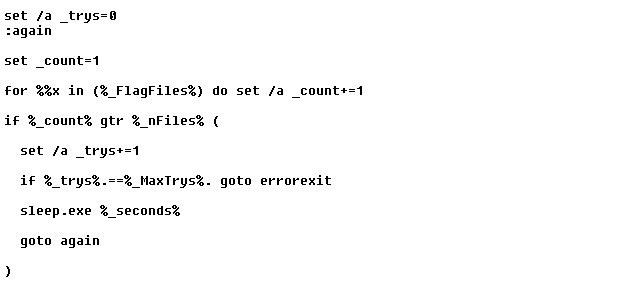 set /a _trys=0
:again
set _count=1
for %%x in (%_FlagFiles%) do set /a _count+=1
if %_count% gtr %_nFiles% (
set /a _trys+=1
if %_trys%.==%_MaxTrys%. goto errorexit
sleep.exe %_seconds%
goto again
)